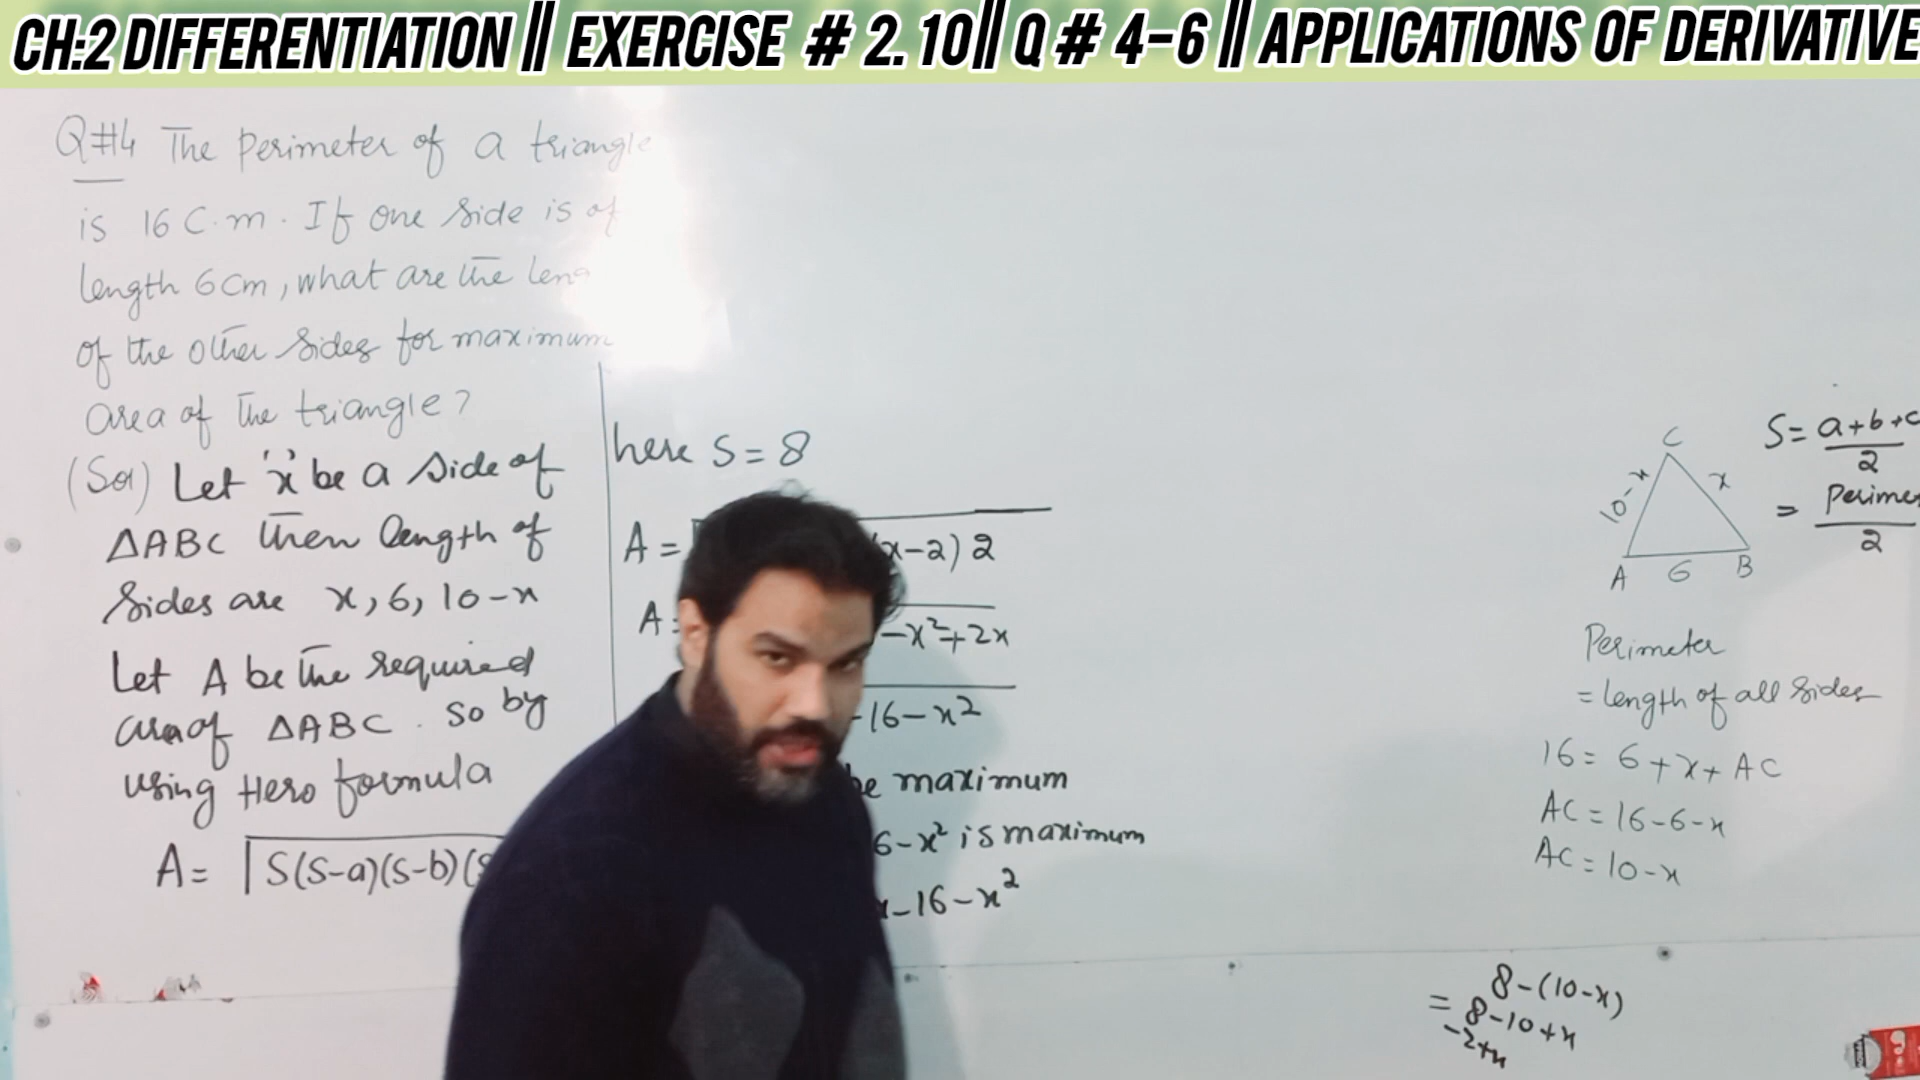 CH:2 DIFFERENTIATION || EXERCISE # 2.10|| Q # 4-6 || APPLICATIONS OF DERIVATIVE
Q#4 The Perimeter of a triangle
is 16 C.m. If one side is of
length 6cm, what are the
of the other sides for maximum
area of the triangle?
(Sol) Let 'x' be a side of
△ABC then length of
sides are x, 6, 10-x
Let A be the required
area of △ABC. so by
using Hero formula
A= √S(S-a)(S-b)(S
here S = 8
A = (x-2) 2
A= -x²+2x
-16-x²
be maximum
6-x² is maximum
x-16-x²
C
10-x
x
A 6 B
S= a+b+c/2
= Perime/2
Perimeter
= length of all sides
16= 6+x+AC
AC=16-6-x
AC=10-x
8-(10-x)
= 8-10+x
-2+x